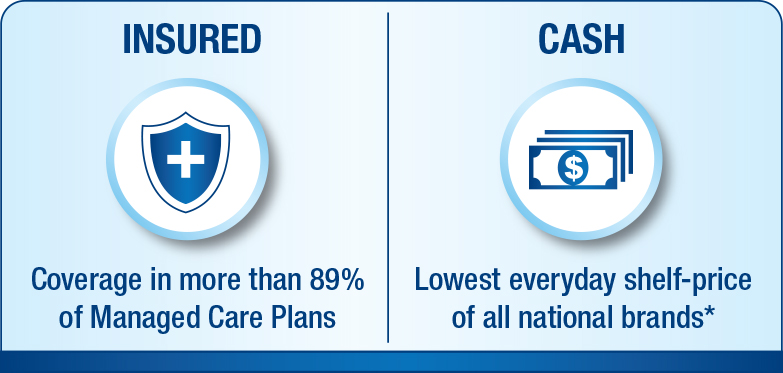 INSURED
Coverage in more than 89%
of Managed Care Plans
CASH
$
Lowest everyday shelf-price
of all national brands*